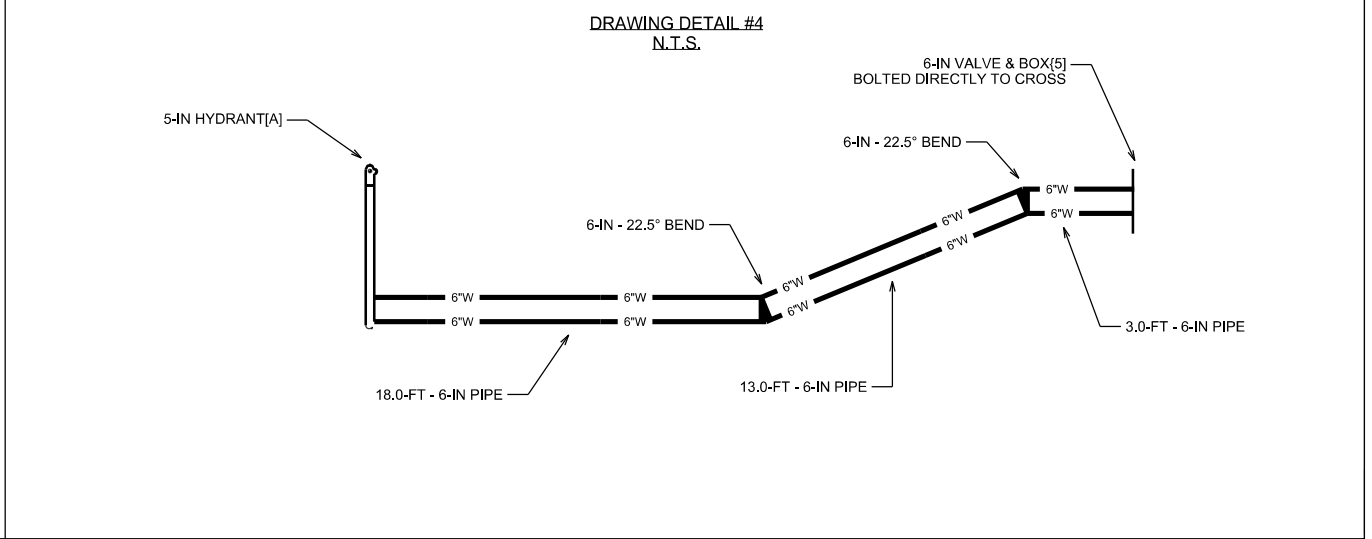 DRAWING DETAIL #4
N.T.S.
6-IN VALVE & BOX{5]
BOLTED DIRECTLY TO CROSS
5-IN HYDRANT[A]
6-IN - 22.5° BEND
6"W
6"W
6-IN - 22.5° BEND
6"W
6"W
6"W
6"W
6"W
6"W
6"W
6"W
3.0-FT - 6-IN PIPE
13.0-FT - 6-IN PIPE
18.0-FT - 6-IN PIPE